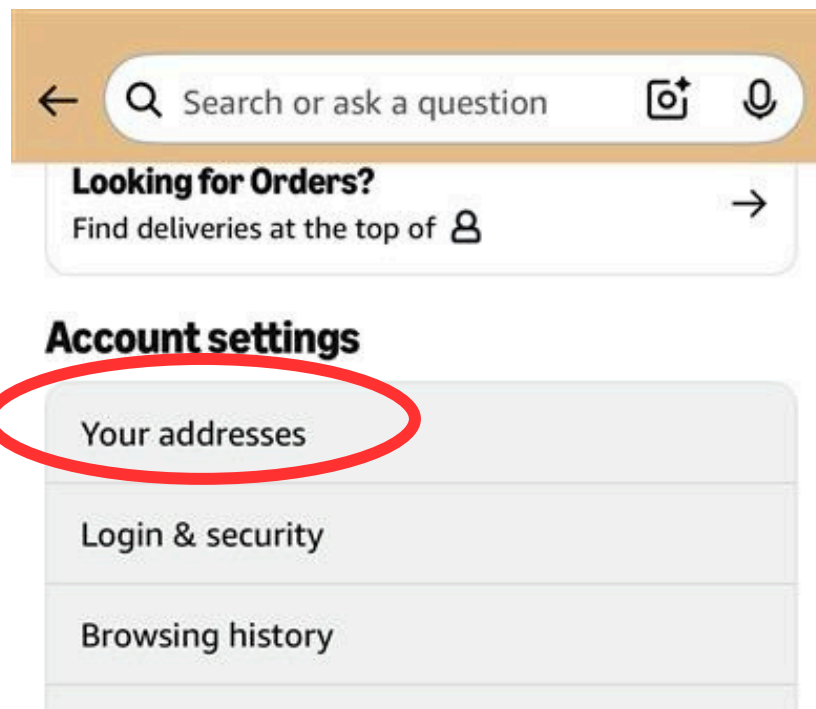 Search or ask a question
Looking for Orders?
Find deliveries at the top of
Account settings
Your addresses
Login & security
Browsing history